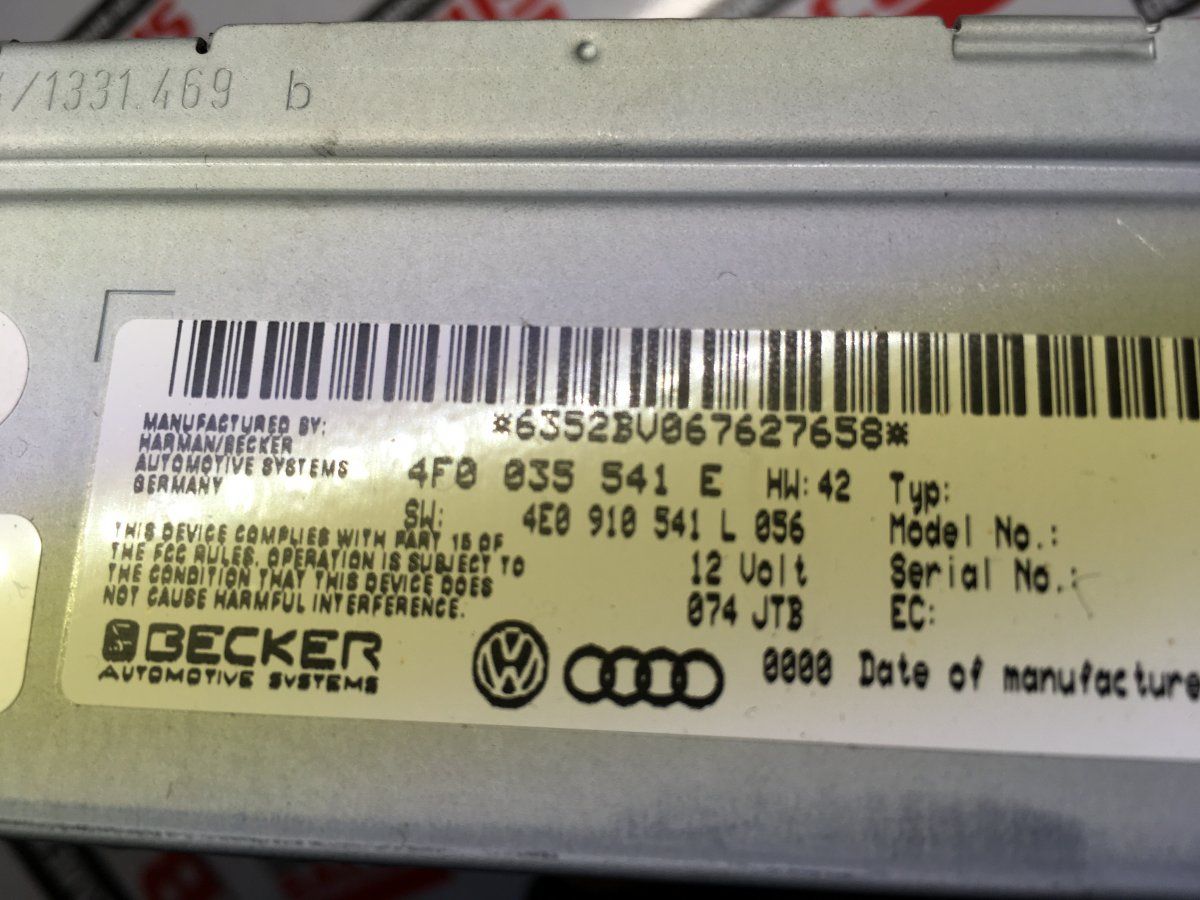 /1331.469 b
*6352BV067627658*
MANUFACTURED BY:
HARMAN/BECKER
AUTOMOTIVE SYSTEMS
GERMANY
4F0 035 541 E HW: 42 Typ:
SW: 4E0 910 541 L 056 Model No.:
THIS DEVICE COMPLIES WITH PART 15 OF
THE FCC RULES. OPERATION IS SUBJECT TO
THE CONDITION THAT THIS DEVICE DOES
NOT CAUSE HARMFUL INTERFERENCE.
12 Volt Serial No.:
074 JTB EC:
BECKER
AUTOMOTIVE SYSTEMS
0000 Date of manufacture